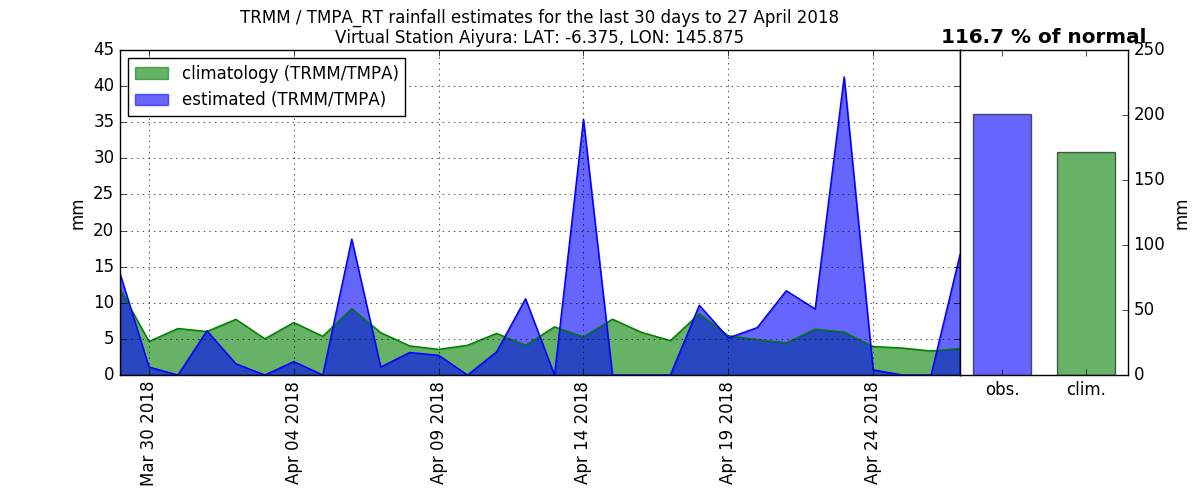 TRMM / TMPA_RT rainfall estimates for the last 30 days to 27 April 2018
Virtual Station Aiyura: LAT: -6.375, LON: 145.875
116.7 % of normal
climatology (TRMM/TMPA)
estimated (TRMM/TMPA)
45
40
35
30
25
20
15
10
5
0
mm
Mar 30 2018
Apr 04 2018
Apr 09 2018
Apr 14 2018
Apr 19 2018
Apr 24 2018
obs.
clim.
250
200
150
100
50
0
mm